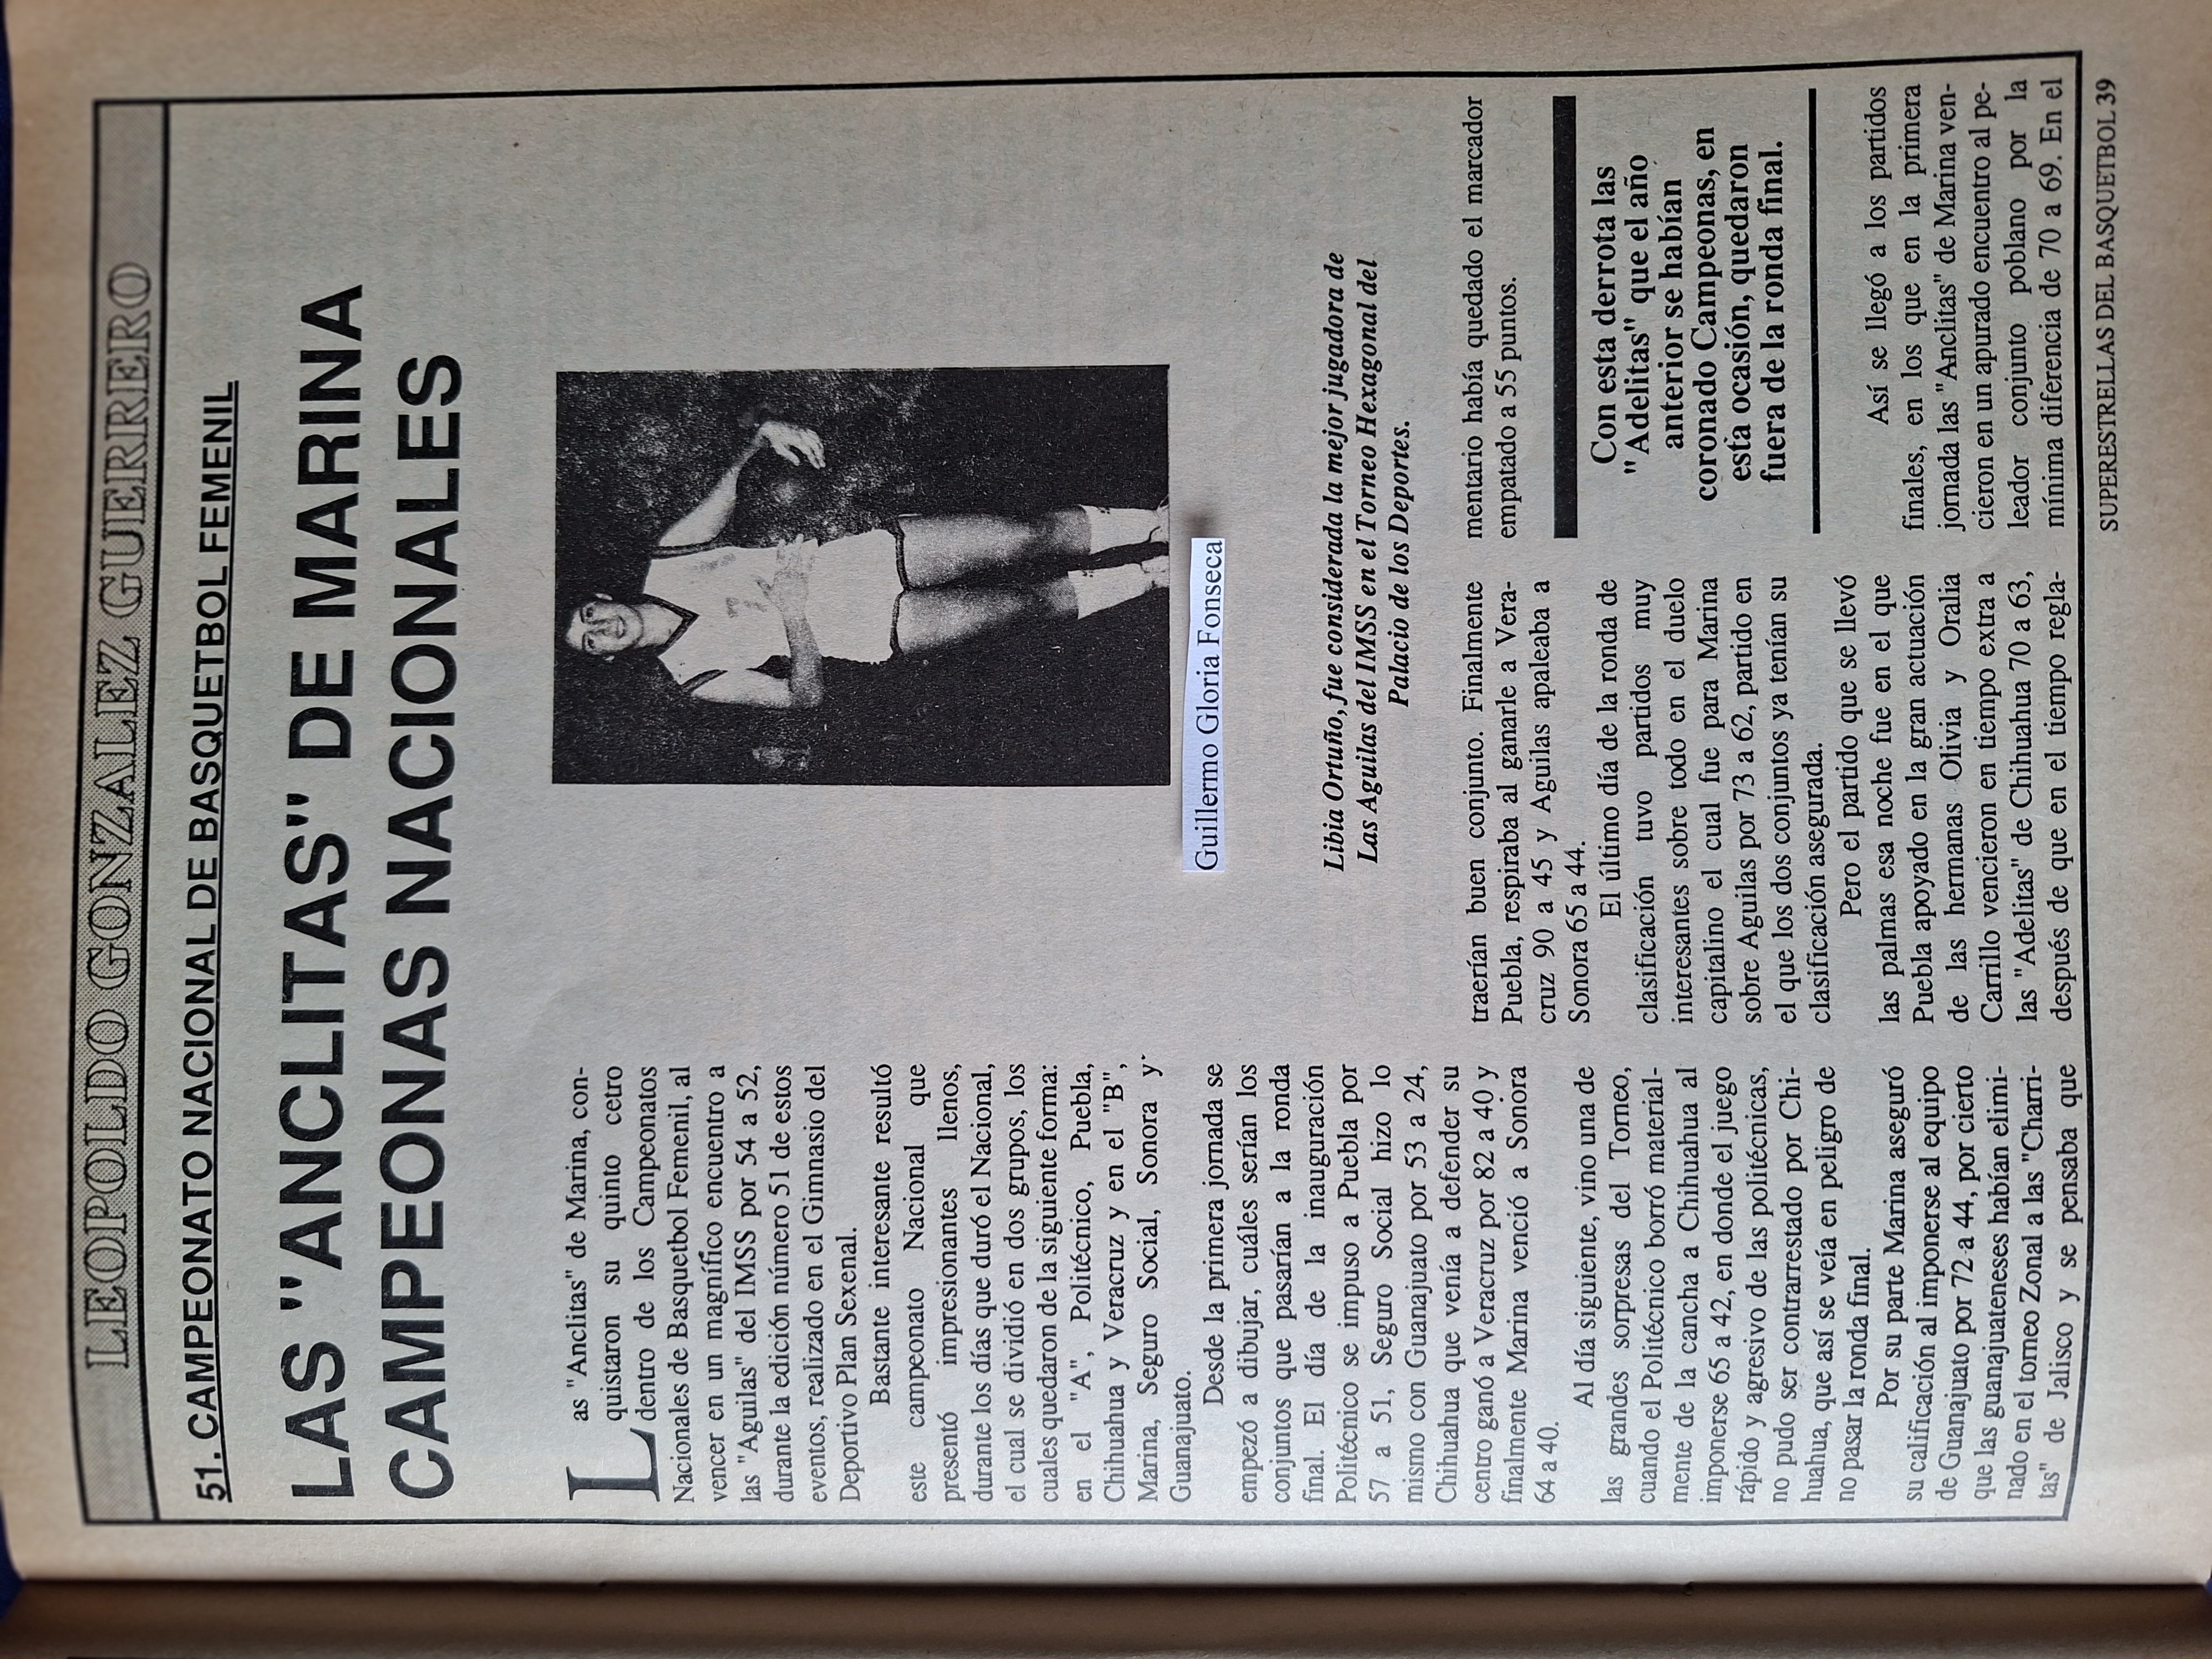 LEOPOLDO GONZALEZ GUERRERO
51. CAMPEONATO NACIONAL DE BASQUETBOL FEMENIL
LAS "ANCLITAS" DE MARINA
CAMPEONAS NACIONALES
Las "Anclitas" de Marina, con-
quistaron su quinto cetro
dentro de los Campeonatos
Nacionales de Basquetbol Femenil, al
vencer en un magnífico encuentro a
las "Aguilas" del IMSS por 54 a 52,
durante la edición número 51 de estos
eventos, realizado en el Gimnasio del
Deportivo Plan Sexenal.
Bastante interesante resultó
este campeonato Nacional que
presentó impresionantes llenos,
durante los días que duró el Nacional,
el cual se dividió en dos grupos, los
cuales quedaron de la siguiente forma:
en el "A", Politécnico, Puebla,
Chihuahua y Veracruz y en el "B",
Marina, Seguro Social, Sonora y
Guanajuato.
Desde la primera jornada se
empezó a dibujar, cuáles serían los
conjuntos que pasarían a la ronda
final. El día de la inauguración
Politécnico se impuso a Puebla por
57 a 51, Seguro Social hizo lo
mismo con Guanajuato por 53 a 24,
Chihuahua que venía a defender su
centro ganó a Veracruz por 82 a 40 y
finalmente Marina venció a Sonora
64 a 40.
Al día siguiente, vino una de
las grandes sorpresas del Torneo,
cuando el Politécnico borró material-
mente de la cancha a Chihuahua al
imponerse 65 a 42, en donde el juego
rápido y agresivo de las politécnicas,
no pudo ser contrarrestado por Chi-
huahua, que así se veía en peligro de
no pasar la ronda final.
Por su parte Marina aseguró
su calificación al imponerse al equipo
de Guanajuato por 72 a 44, por cierto
que las guanajuateneses habían elimi-
nado en el torneo Zonal a las "Charri-
tas" de Jalisco y se pensaba que
Guillermo Gloria Fonseca
Libia Ortuño, fue considerada la mejor jugadora de
Las Aguilas del IMSS en el Torneo Hexagonal del
Palacio de los Deportes.
traerían buen conjunto. Finalmente
Puebla, respiraba al ganarle a Vera-
cruz 90 a 45 y Aguilas apaleaba a
Sonora 65 a 44.
El último día de la ronda de
clasificación tuvo partidos muy
interesantes sobre todo en el duelo
capitalino el cual fue para Marina
sobre Aguilas por 73 a 62, partido en
el que los dos conjuntos ya tenían su
clasificación asegurada.
Pero el partido que se llevó
las palmas esa noche fue en el que
Puebla apoyado en la gran actuación
de las hermanas Olivia y Oralia
Carrillo vencieron en tiempo extra a
las "Adelitas" de Chihuahua 70 a 63,
después de que en el tiempo regla-
mentario había quedado el marcador
empatado a 55 puntos.
Con esta derrota las
"Adelitas" que el año
anterior se habían
coronado Campeonas, en
esta ocasión, quedaron
fuera de la ronda final.
Así se llegó a los partidos
finales, en los que en la primera
jornada las "Anclitas" de Marina ven-
cieron en un apurado encuentro al pe-
leador conjunto poblano por la
mínima diferencia de 70 a 69. En el
SUPERESTRELLAS DEL BASQUETBOL 39